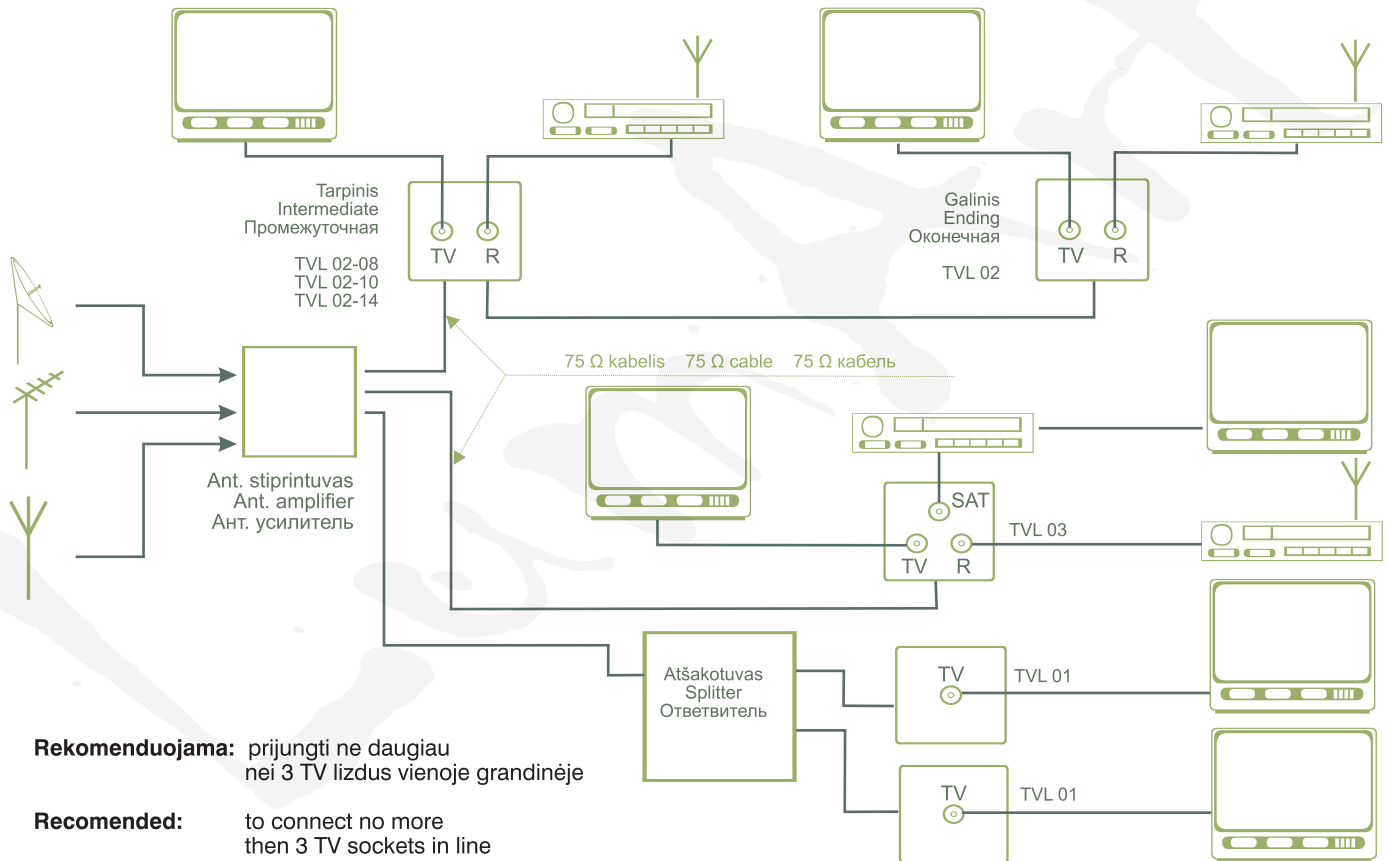 Tarpinis
Intermediate
Промежуточная
TVL 02-08
TVL 02-10
TVL 02-14
TV R
Galinis
Ending
Оконечная
TVL 02
TV R
75 Ω kabelis 75 Ω cable 75 Ω кабель
Ant. stiprintuvas
Ant. amplifier
Ант. усилитель
SAT
TV R
TVL 03
Atšakotuvas
Splitter
Ответвитель
TV
TVL 01
TV
TVL 01
Rekomenduojama: prijungti ne daugiau
nei 3 TV lizdus vienoje grandinėje
Recomended: to connect no more
then 3 TV sockets in line